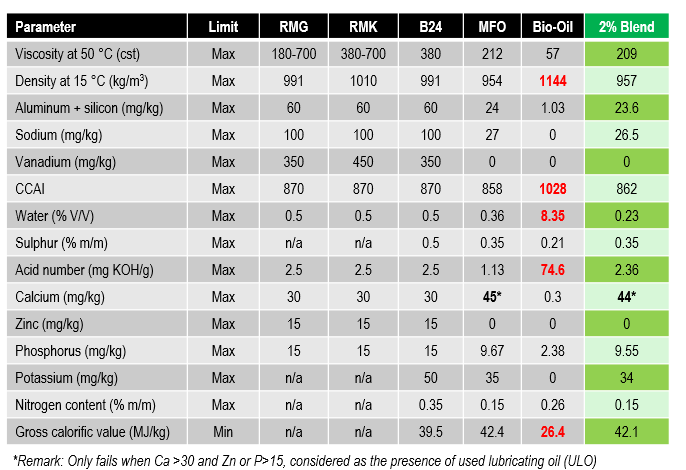 Parameter Limit RMG RMK B24 MFO Bio-Oil 2% Blend
Viscosity at 50 °C (cst) Max 180-700 380-700 380 212 57 209
Density at 15 °C (kg/m³) Max 991 1010 991 954 1144 957
Aluminum + silicon (mg/kg) Max 60 60 60 24 1.03 23.6
Sodium (mg/kg) Max 100 100 100 27 0 26.5
Vanadium (mg/kg) Max 350 450 350 0 0 0
CCAI Max 870 870 870 858 1028 862
Water (% V/V) Max 0.5 0.5 0.5 0.36 8.35 0.23
Sulphur (% m/m) Max n/a n/a 0.5 0.35 0.21 0.35
Acid number (mg KOH/g) Max 2.5 2.5 2.5 1.13 74.6 2.36
Calcium (mg/kg) Max 30 30 30 45* 0.3 44*
Zinc (mg/kg) Max 15 15 15 0 0 0
Phosphorus (mg/kg) Max 15 15 15 9.67 2.38 9.55
Potassium (mg/kg) Max n/a n/a 50 35 0 34
Nitrogen content (% m/m) Max n/a n/a 0.35 0.15 0.26 0.15
Gross calorific value (MJ/kg) Min n/a n/a 39.5 42.4 26.4 42.1
*Remark: Only fails when Ca >30 and Zn or P>15, considered as the presence of used lubricating oil (ULO)